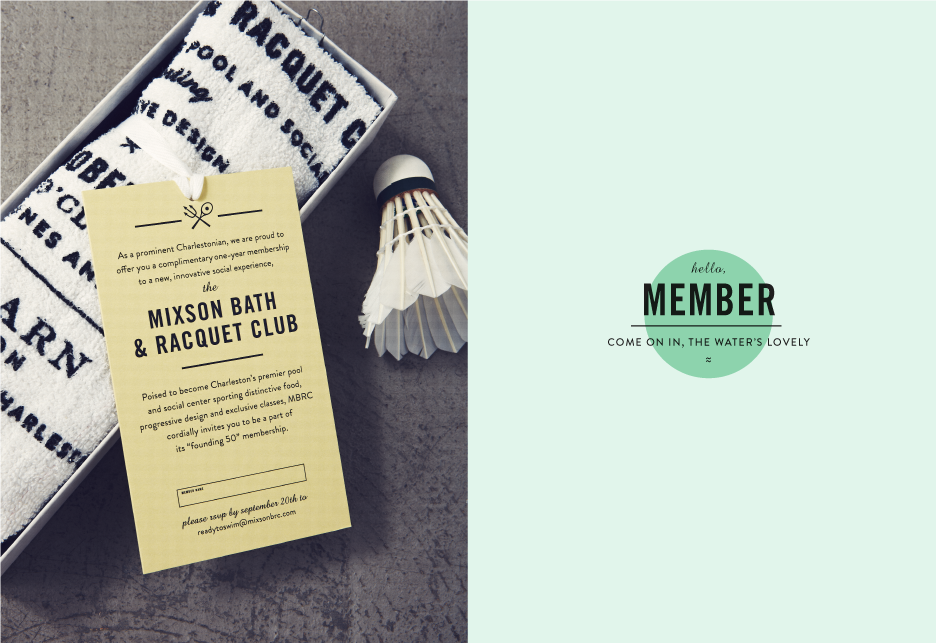 RACQUET C
POOL AND SOCIAL
VE DESIGN
NES AN
ARN
ON
HARLEST
As a prominent Charlestonian, we are proud to
offer you a complimentary one-year membership
to a new, innovative social experience,
the
MIXSON BATH
& RACQUET CLUB
Poised to become Charleston's premier pool
and social center sporting distinctive food,
progressive design and exclusive classes, MBRC
cordially invites you to be a part of
its "founding 50" membership.
MEMBER NAME
please rsvp by september 20th to
readytoswim@mixsonbrc.com
hello,
MEMBER
COME ON IN, THE WATER'S LOVELY
≈